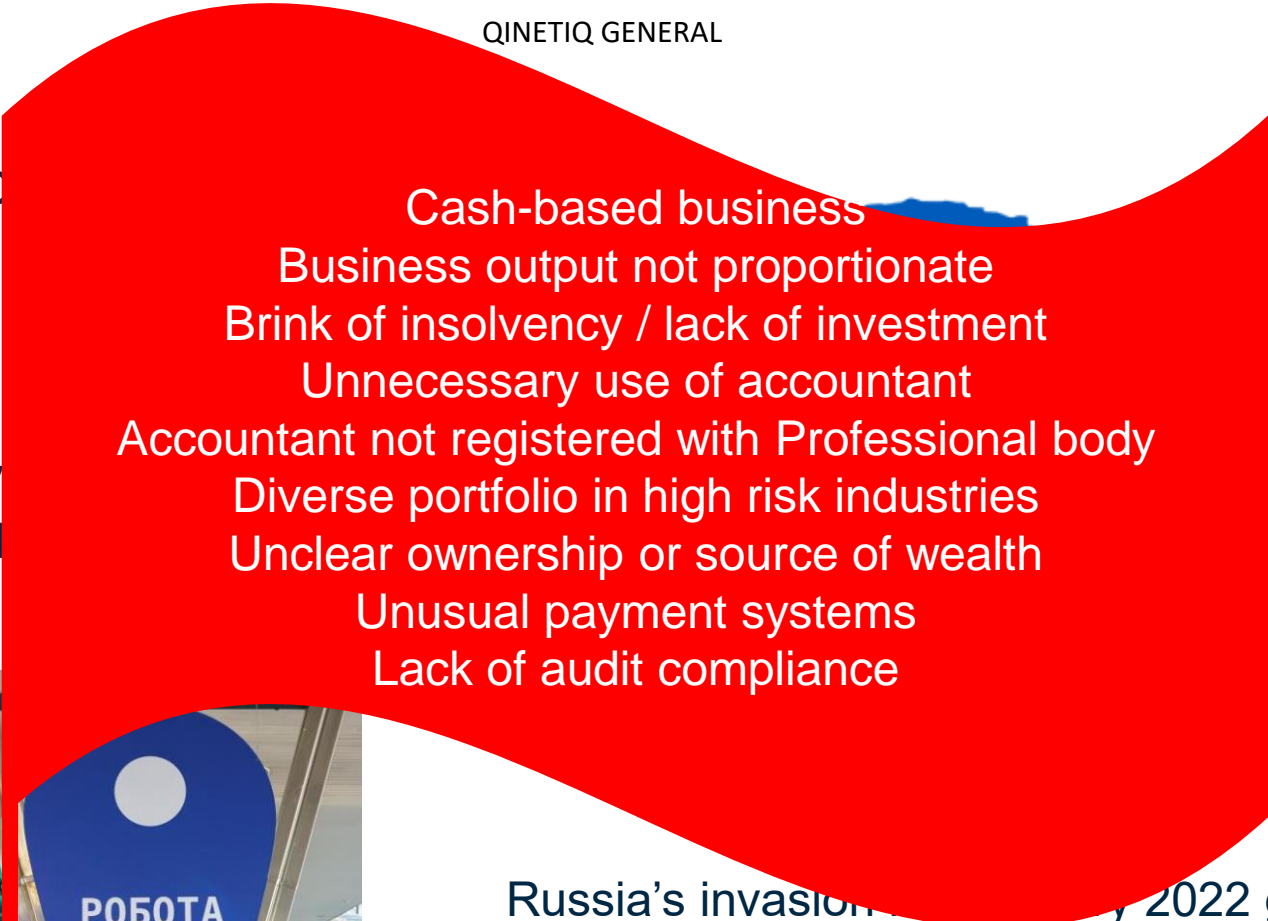 QINETIQ GENERAL
Cash-based business
Business output not proportionate
Brink of insolvency / lack of investment
Unnecessary use of accountant
Accountant not registered with Professional body
Diverse portfolio in high risk industries
Unclear ownership or source of wealth
Unusual payment systems
Lack of audit compliance
РОБОТА
Russia's 2022